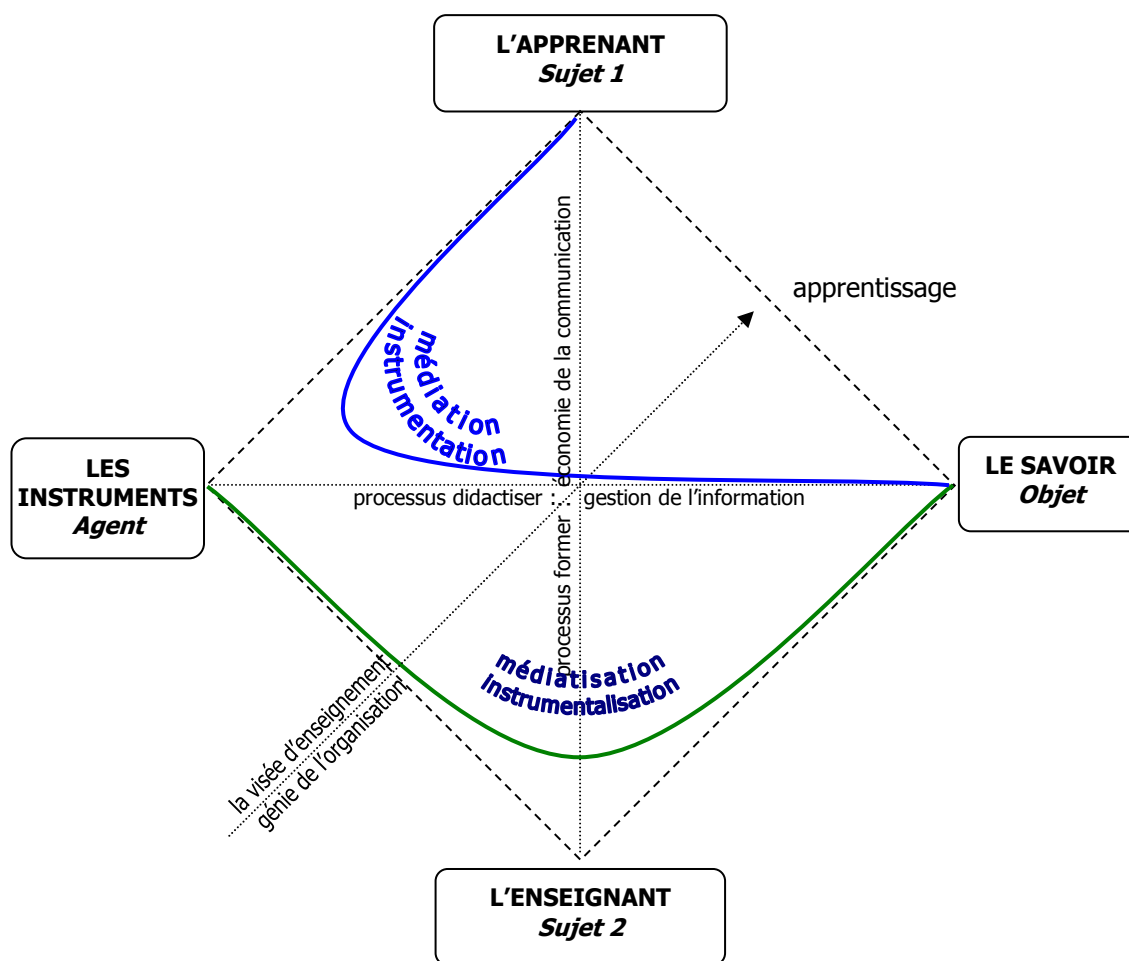 L'APPRENANT
Sujet 1
économie de la communication
apprentissage
médiation
instrumentation
LES
INSTRUMENTS
Agent
processus didactiser :.. gestion de l'information
LE SAVOIR
Objet
processus former :
médiatisation
instrumentalisation
la visée d'enseignement
génie de l'organisation
L'ENSEIGNANT
Sujet 2